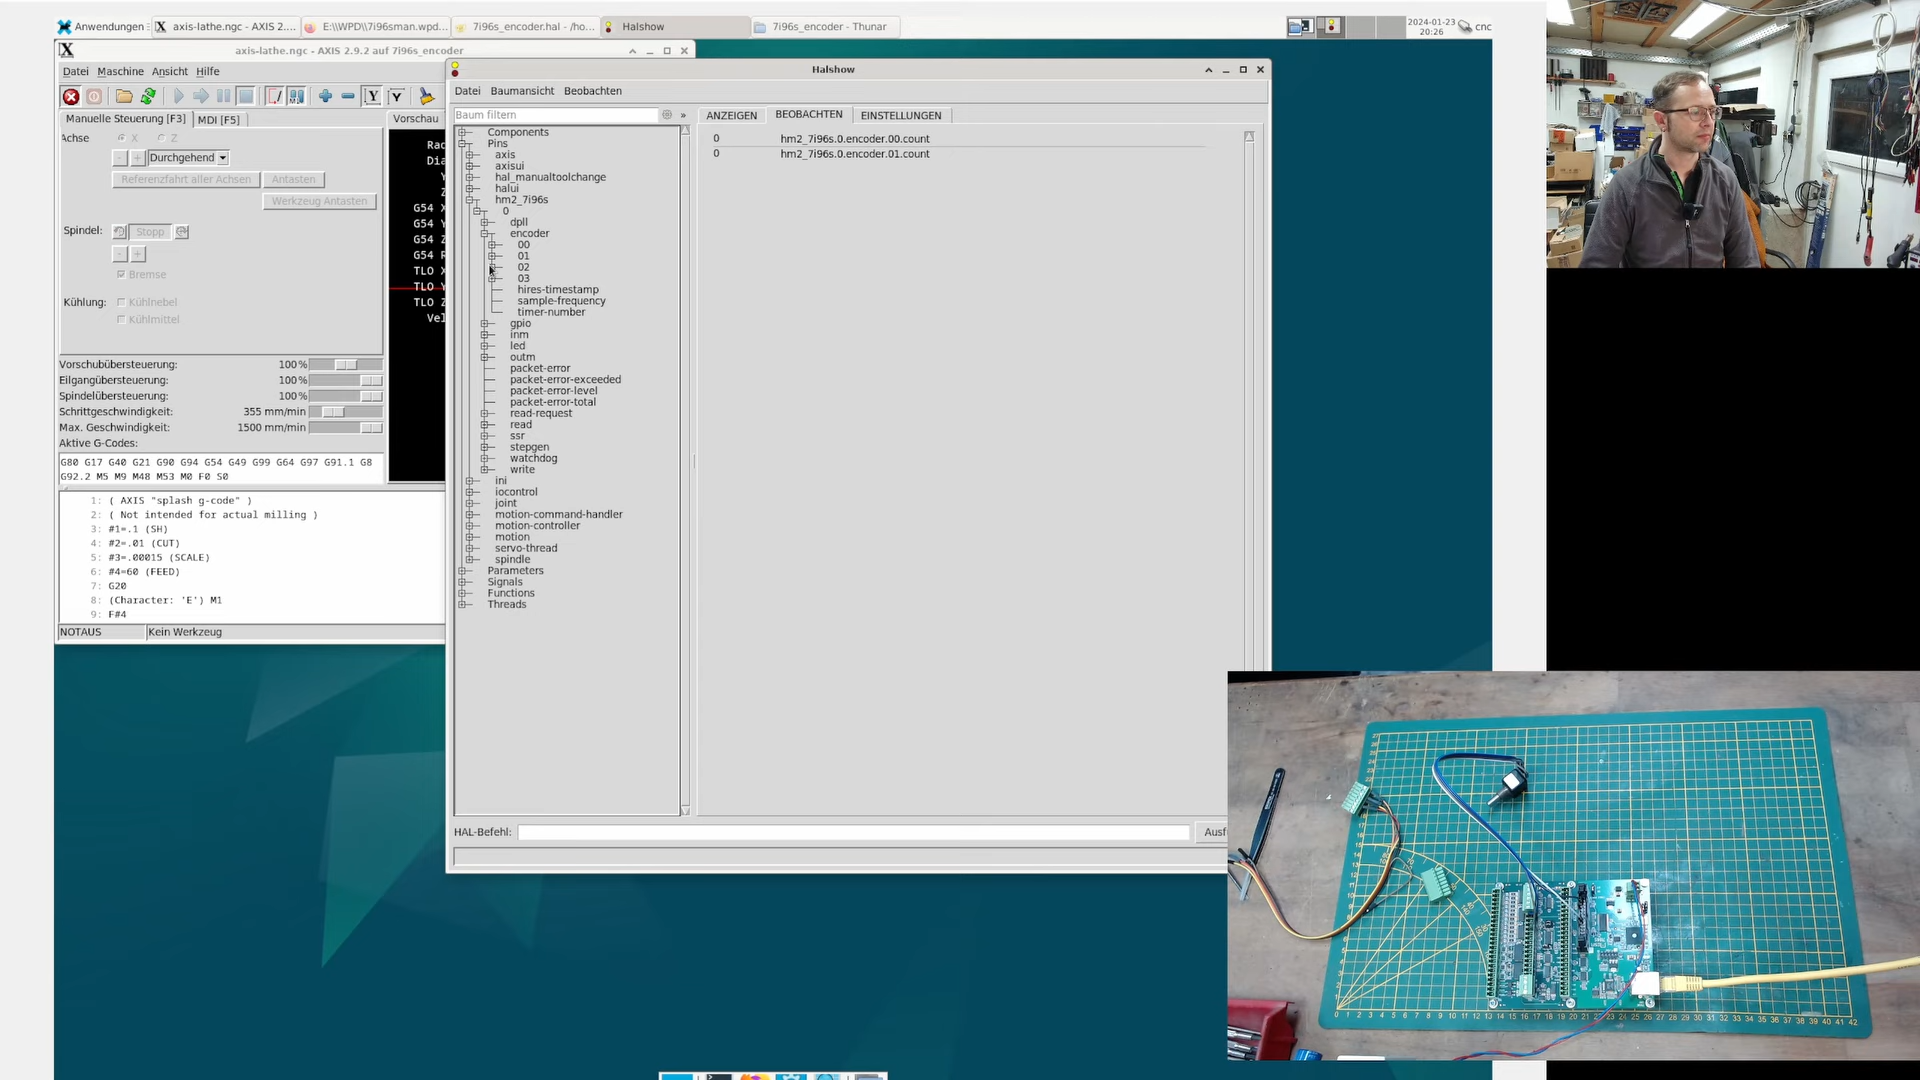 Anwendungen
axis-lathe.ngc - AXIS 2....
E:\\WPD\\7i96sman.wpd...
7i96s_encoder.hal - /ho...
Halshow
7i96s_encoder - Thunar
2024-01-23
20:26
cnc
axis-lathe.ngc - AXIS 2.9.2 auf 7i96s_encoder
Datei Maschine Ansicht Hilfe
Manuelle Steuerung [F3]
MDI [F5]
Vorschau
Achse
X
Z
Durchgehend
Referenzfahrt aller Achsen
Antasten
Werkzeug Antasten
Spindel:
Stopp
Bremse
Kühlung:
Kühlnebel
Kühlmittel
Rad
Dia
Y
Z
G54 X
G54 Y
G54 Z
G54 R
TLO X
TLO Y
TLO Z
Vel
Vorschubübersteuerung: 100%
Eilgangübersteuerung: 100%
Spindelübersteuerung: 100%
Schrittgeschwindigkeit: 355 mm/min
Max. Geschwindigkeit: 1500 mm/min
Aktive G-Codes:
G80 G17 G40 G21 G90 G94 G54 G49 G99 G64 G97 G91.1 G8
G92.2 M5 M9 M48 M53 M0 F0 S0
1: ( AXIS "splash g-code" )
2: ( Not intended for actual milling )
3: #1=.1 (SH)
4: #2=.01 (CUT)
5: #3=.00015 (SCALE)
6: #4=60 (FEED)
7: G20
8: (Character: 'E') M1
9: F#4
NOTAUS
Kein Werkzeug
Halshow
Datei Beobachten Baumansicht
Baum filtern
»
Components
Pins
axis
axisui
hal_manualtoolchange
halui
hm2_7i96s
0
dpll
encoder
00
01
02
03
hires-timestamp
sample-frequency
timer-number
gpio
inm
led
outm
packet-error
packet-error-exceeded
packet-error-level
packet-error-total
read-request
read
ssr
stepgen
watchdog
write
ini
iocontrol
joint
motion-command-handler
motion-controller
motion
servo-thread
spindle
Parameters
Signals
Functions
Threads
ANZEIGEN
BEOBACHTEN
EINSTELLUNGEN
0 hm2_7i96s.0.encoder.00.count
0 hm2_7i96s.0.encoder.01.count
HAL-Befehl:
Ausf